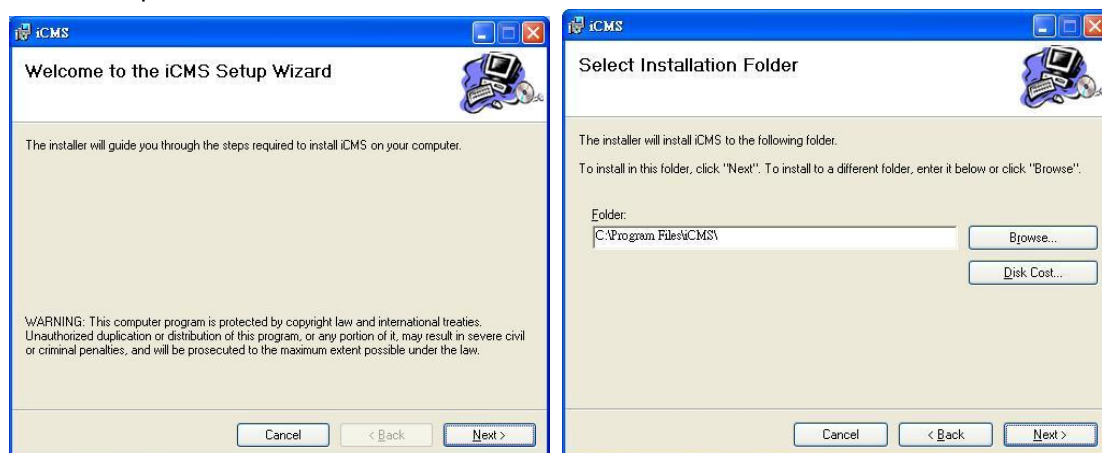 iCMS
Welcome to the iCMS Setup Wizard
The installer will guide you through the steps required to install iCMS on your computer.
WARNING: This computer program is protected by copyright law and international treaties.
Unauthorized duplication or distribution of this program, or any portion of it, may result in severe civil
or criminal penalties, and will be prosecuted to the maximum extent possible under the law.
Cancel
< Back
Next >
iCMS
Select Installation Folder
The installer will install iCMS to the following folder.
To install in this folder, click "Next". To install to a different folder, enter it below or click "Browse".
Folder:
C:\Program Files\iCMS\
Browse...
Disk Cost...
Cancel
< Back
Next >